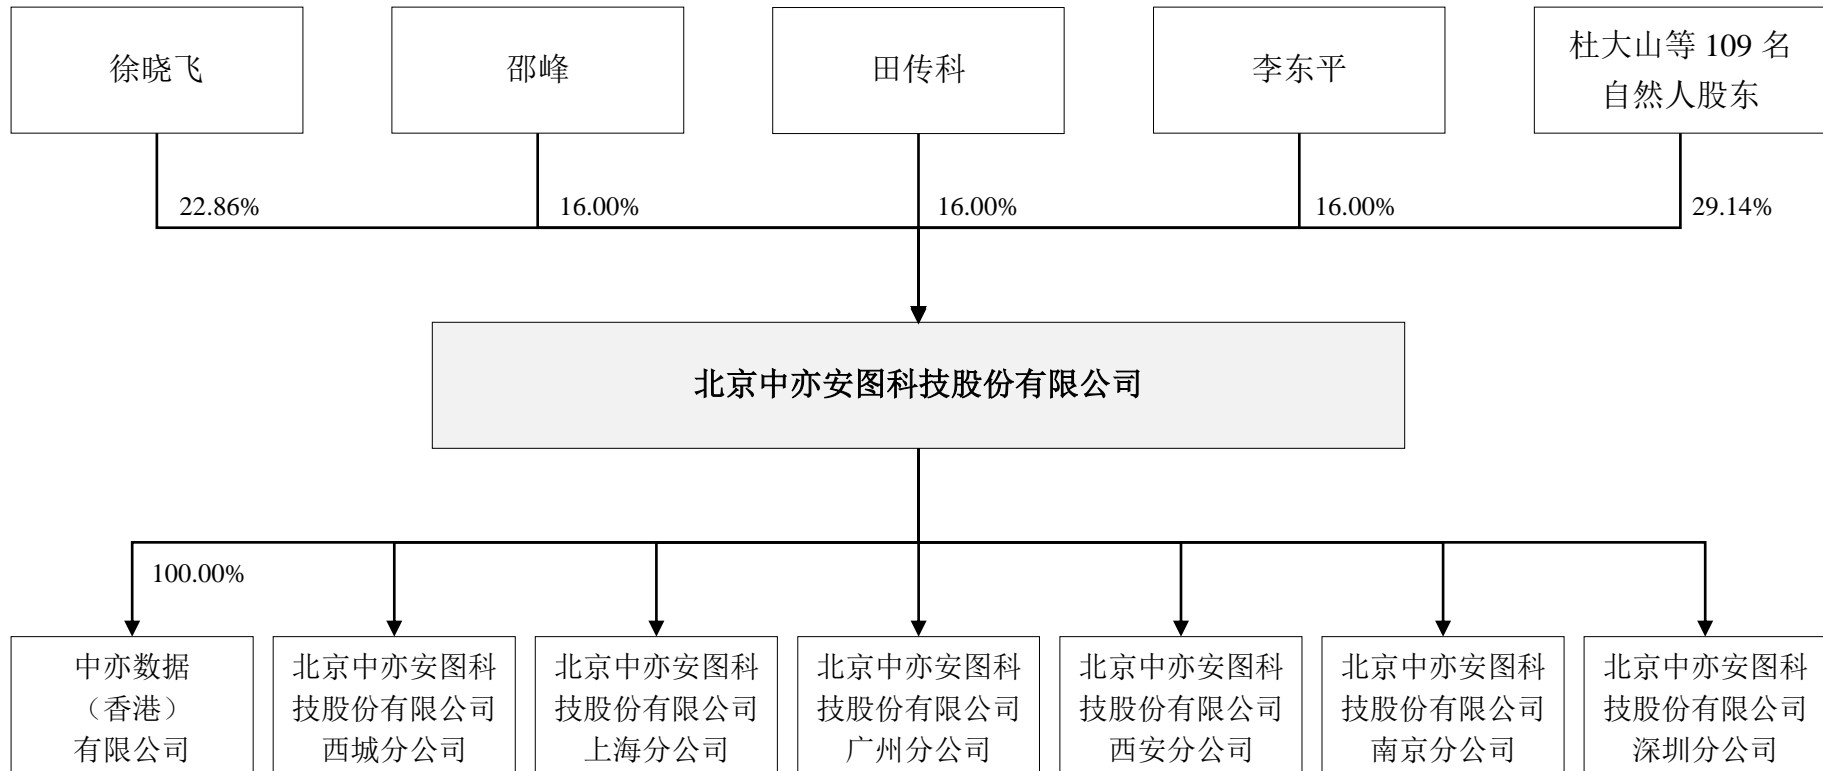 徐晓飞
邵峰
田传科
李东平
杜大山等 109 名
自然人股东
22.86%
16.00%
16.00%
16.00%
29.14%
北京中亦安图科技股份有限公司
100.00%
中亦数据
（香港）
有限公司
北京中亦安图科
技股份有限公司
西城分公司
北京中亦安图科
技股份有限公司
上海分公司
北京中亦安图科
技股份有限公司
广州分公司
北京中亦安图科
技股份有限公司
西安分公司
北京中亦安图科
技股份有限公司
南京分公司
北京中亦安图科
技股份有限公司
深圳分公司